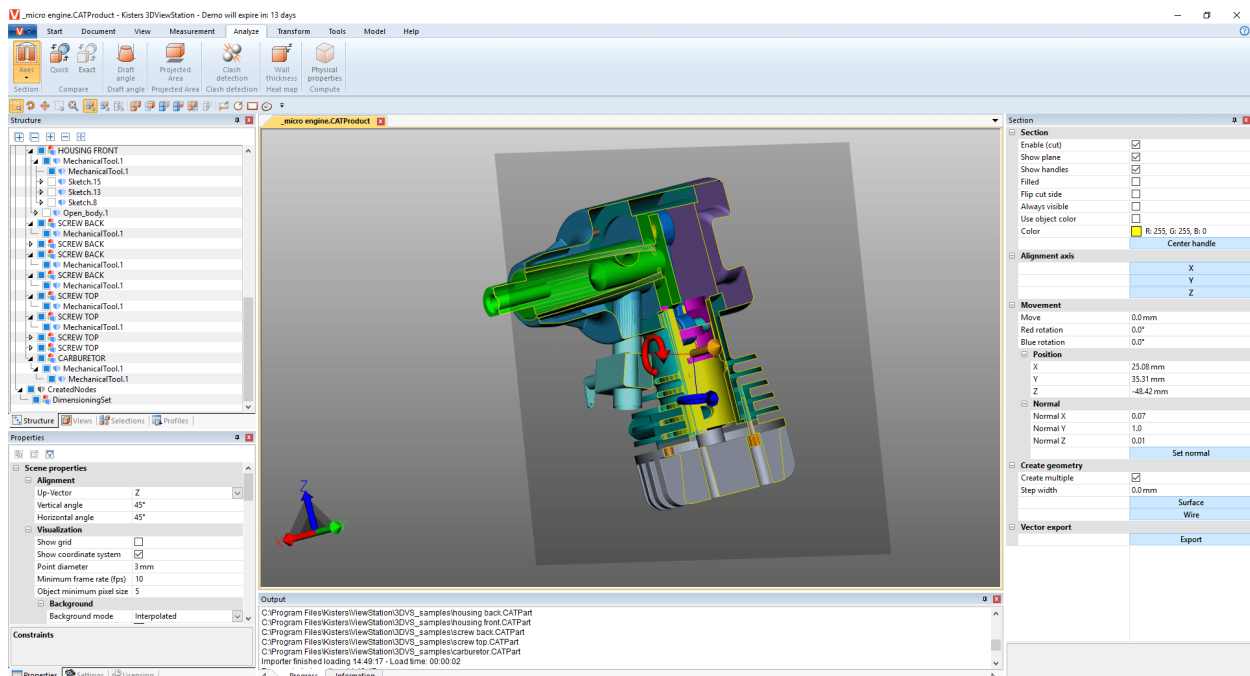 _micro engine.CATProduct - Kisters 3DViewStation - Demo will expire in: 13 days
Start Document View Measurement Analyze Transform Tools Model Help
Axes Quick Exact Draft angle Projected Area Clash detection Wall thickness Physical properties
Section Compare Draft angle Projected Area Clash detection Heat map Compute
Structure
HOUSING FRONT
MechanicalTool.1
MechanicalTool.1
Sketch.15
Sketch.13
Sketch.8
Open_body.1
SCREW BACK
MechanicalTool.1
SCREW BACK
SCREW BACK
MechanicalTool.1
SCREW BACK
MechanicalTool.1
SCREW TOP
MechanicalTool.1
SCREW TOP
MechanicalTool.1
SCREW TOP
SCREW TOP
CARBURETOR
MechanicalTool.1
MechanicalTool.1
CreatedNodes
DimensioningSet
Structure Views Selections Profiles
Properties
Scene properties
Alignment
Up-Vector Z
Vertical angle 45°
Horizontal angle 45°
Visualization
Show grid
Show coordinate system
Point diameter 3 mm
Minimum frame rate (fps) 10
Object minimum pixel size 5
Background
Background mode Interpolated
Constraints
Properties Settings Licensing
_micro engine.CATProduct
Z
X
Y
Output
C:\Program Files\Kisters\ViewStation\3DVS_samples\housing back.CATPart
C:\Program Files\Kisters\ViewStation\3DVS_samples\housing front.CATPart
C:\Program Files\Kisters\ViewStation\3DVS_samples\screw back.CATPart
C:\Program Files\Kisters\ViewStation\3DVS_samples\screw top.CATPart
C:\Program Files\Kisters\ViewStation\3DVS_samples\carburetor.CATPart
Importer finished loading 14:49:17 - Load time: 00:00:02
Progress Information
Section
Section
Enable (cut)
Show plane
Show handles
Filled
Flip cut side
Always visible
Use object color
Color R: 255, G: 255, B: 0
Center handle
Alignment axis
X
Y
Z
Movement
Move 0.0 mm
Red rotation 0.0°
Blue rotation 0.0°
Position
X 25.08 mm
Y 35.31 mm
Z -48.42 mm
Normal
Normal X 0.07
Normal Y 1.0
Normal Z 0.01
Set normal
Create geometry
Create multiple
Step width 0.0 mm
Surface
Wire
Vector export
Export